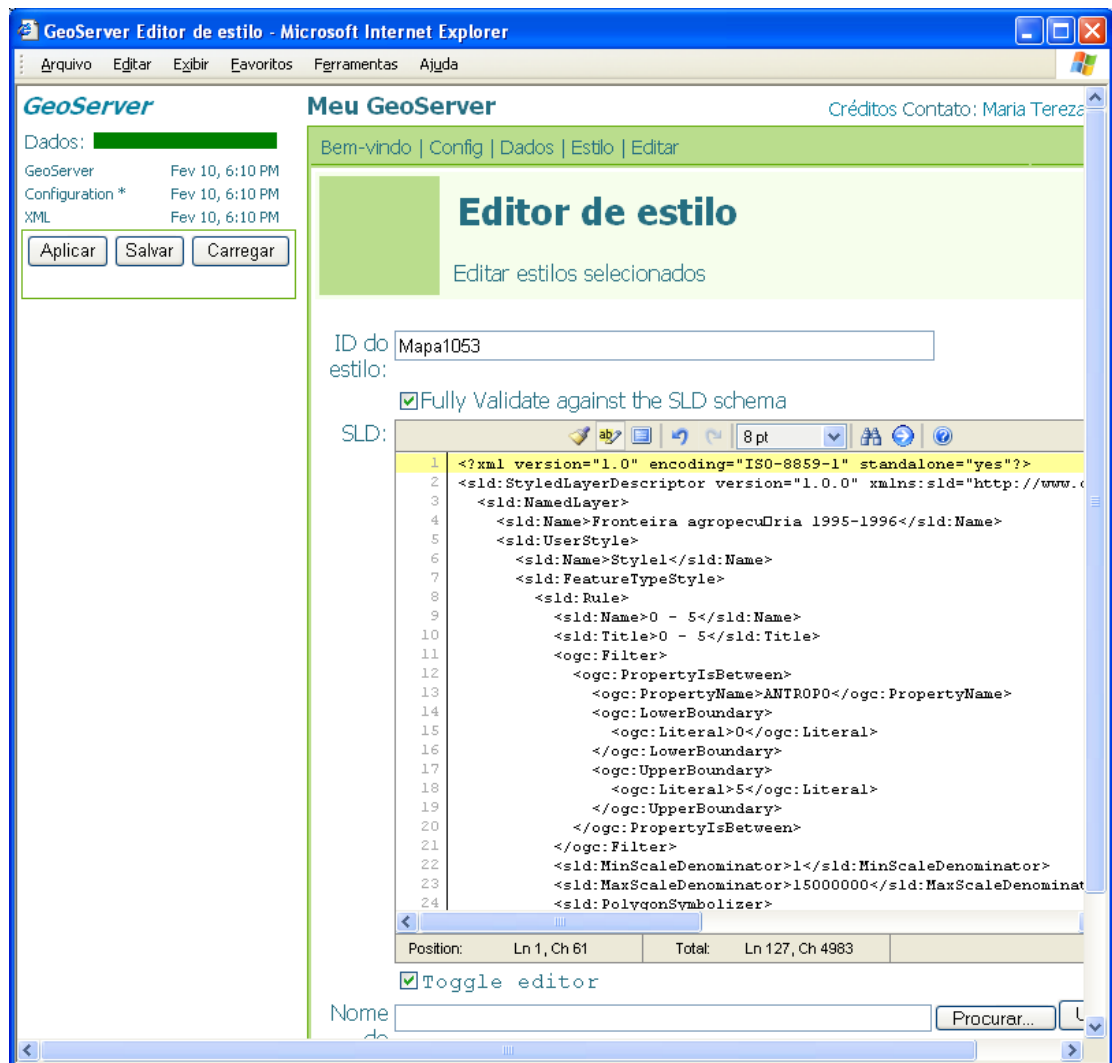 GeoServer Editor de estilo - Microsoft Internet Explorer
Arquivo Editar Exibir Favoritos Ferramentas Ajuda
GeoServer
Dados:
GeoServer Fev 10, 6:10 PM
Configuration * Fev 10, 6:10 PM
XML Fev 10, 6:10 PM
Aplicar Salvar Carregar
Meu GeoServer
Créditos Contato: Maria Tereza
Bem-vindo | Config | Dados | Estilo | Editar
Editor de estilo
Editar estilos selecionados
ID do estilo: Mapa1053
Fully Validate against the SLD schema
SLD:
8 pt
1 <?xml version="1.0" encoding="ISO-8859-1" standalone="yes"?>
2 <sld:StyledLayerDescriptor version="1.0.0" xmlns:sld="http://www.
3 <sld:NamedLayer>
4 <sld:Name>Fronteira agropecu□ria 1995-1996</sld:Name>
5 <sld:UserStyle>
6 <sld:Name>Style1</sld:Name>
7 <sld:FeatureTypeStyle>
8 <sld:Rule>
9 <sld:Name>0 - 5</sld:Name>
10 <sld:Title>0 - 5</sld:Title>
11 <ogc:Filter>
12 <ogc:PropertyIsBetween>
13 <ogc:PropertyName>ANTROPO</ogc:PropertyName>
14 <ogc:LowerBoundary>
15 <ogc:Literal>0</ogc:Literal>
16 </ogc:LowerBoundary>
17 <ogc:UpperBoundary>
18 <ogc:Literal>5</ogc:Literal>
19 </ogc:UpperBoundary>
20 </ogc:PropertyIsBetween>
21 </ogc:Filter>
22 <sld:MinScaleDenominator>1</sld:MinScaleDenominator>
23 <sld:MaxScaleDenominator>15000000</sld:MaxScaleDenominat
24 <sld:PolygonSymbolizer>
Position: Ln 1, Ch 61 Total: Ln 127, Ch 4983
Toggle editor
Nome
Procurar...